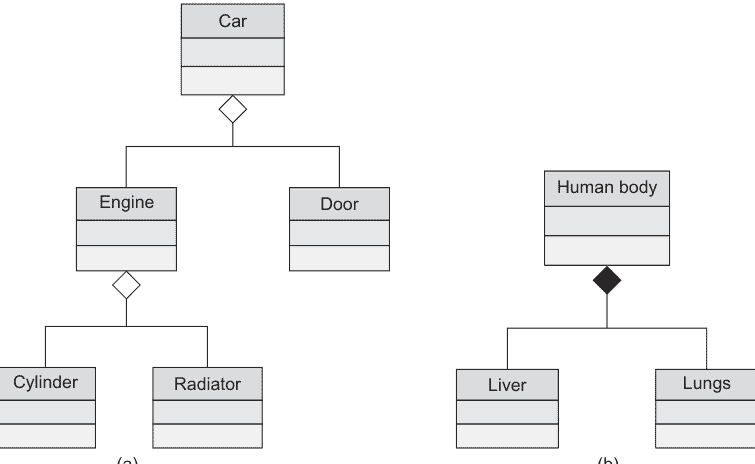 Car
Engine
Door
Human body
Cylinder
Radiator
Liver
Lungs
(a)
(b)